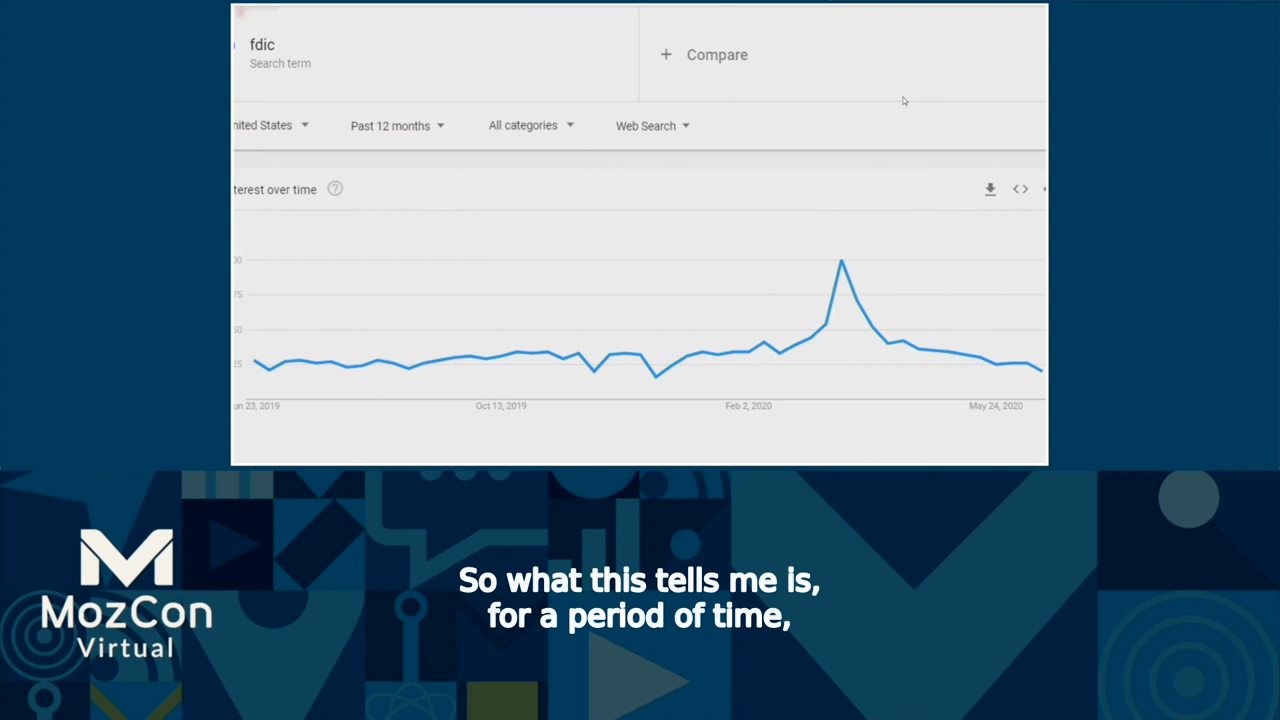 fdic
Search term
+ Compare
nited States
Past 12 months
All categories
Web Search
terest over time
?
<>
00
75
50
25
un 23, 2019
Oct 13, 2019
Feb 2, 2020
May 24, 2020
So what this tells me is,
for a period of time,
MozCon
Virtual